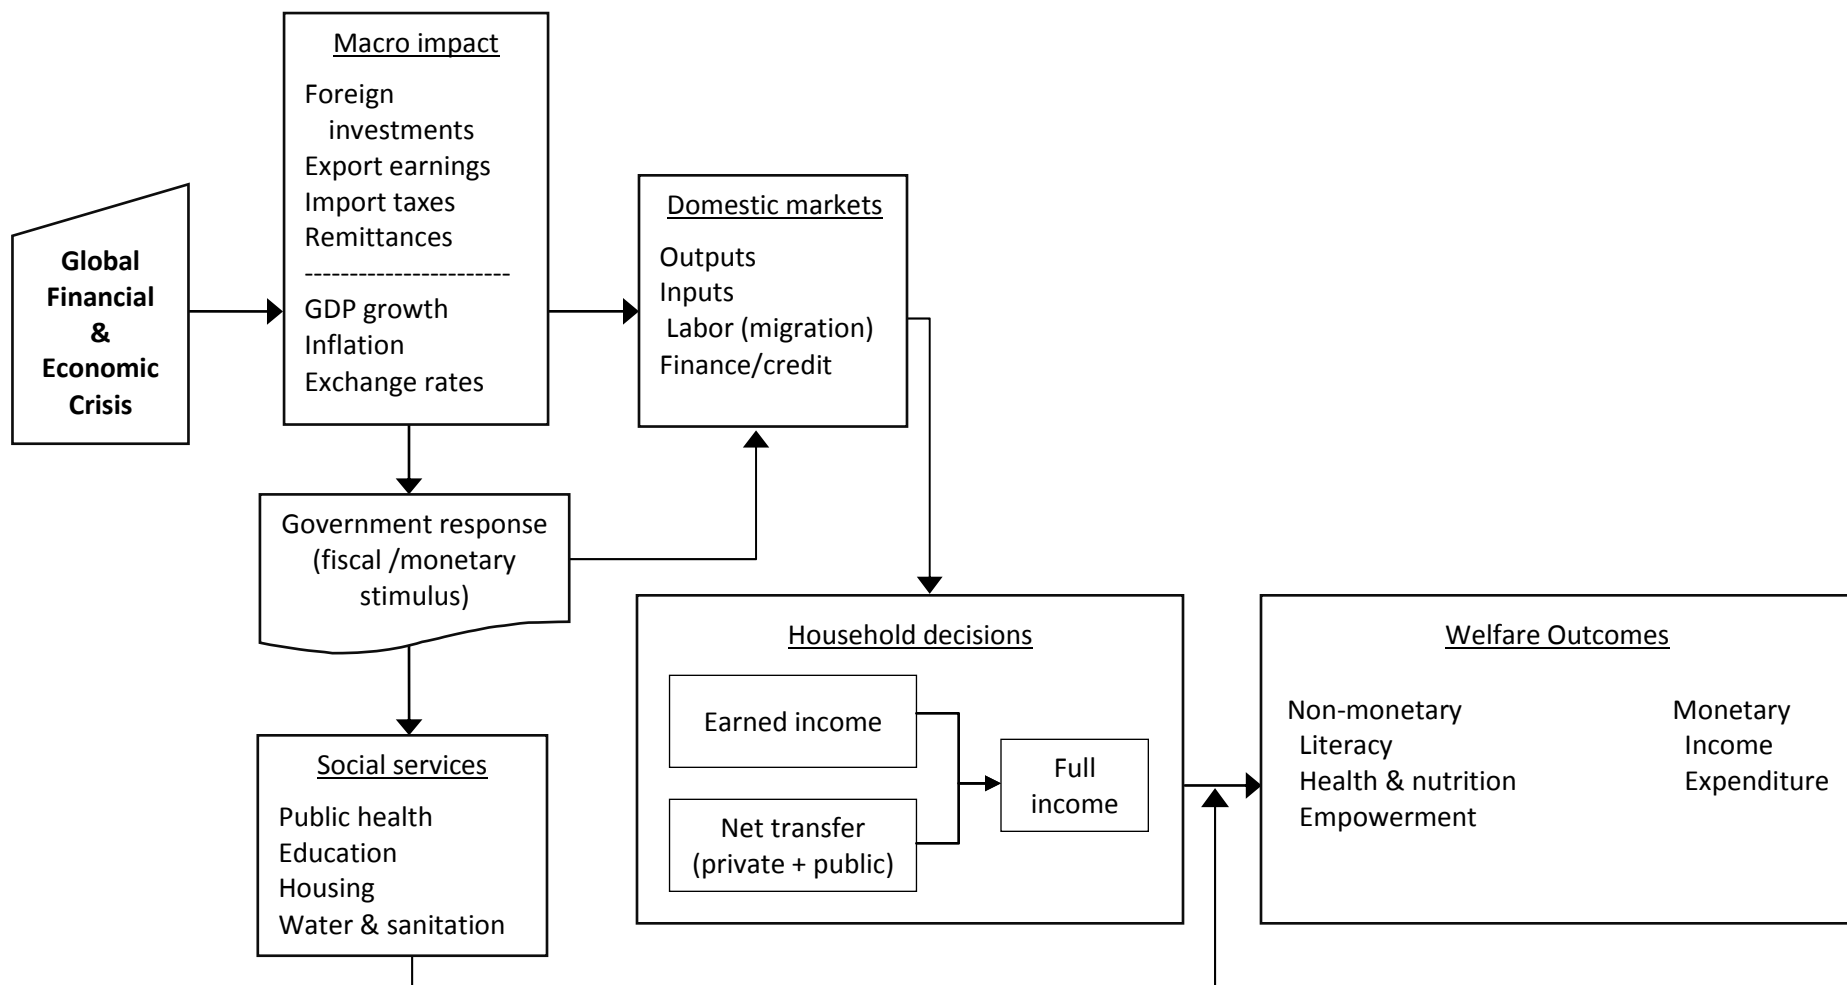 Global
Financial
&
Economic
Crisis
Macro impact
Foreign
investments
Export earnings
Import taxes
Remittances
-----------------------
GDP growth
Inflation
Exchange rates
Domestic markets
Outputs
Inputs
Labor (migration)
Finance/credit
Government response
(fiscal /monetary
stimulus)
Social services
Public health
Education
Housing
Water & sanitation
Household decisions
Earned income
Net transfer
(private + public)
Full
income
Welfare Outcomes
Non-monetary
Literacy
Health & nutrition
Empowerment
Monetary
Income
Expenditure